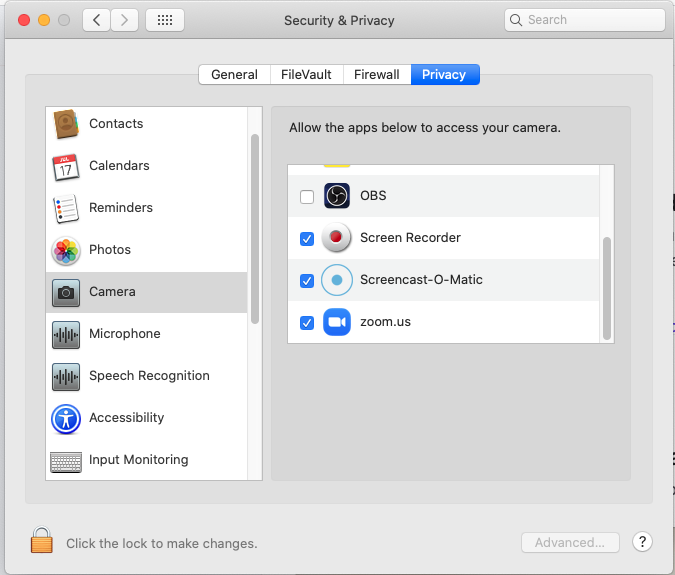 Security & Privacy
Search
General
FileVault
Firewall
Privacy
Contacts
Calendars
JUL
17
Reminders
Photos
Camera
Microphone
Speech Recognition
Accessibility
Input Monitoring
Allow the apps below to access your camera.
OBS
Screen Recorder
Screencast-O-Matic
zoom.us
Click the lock to make changes.
Advanced...
?